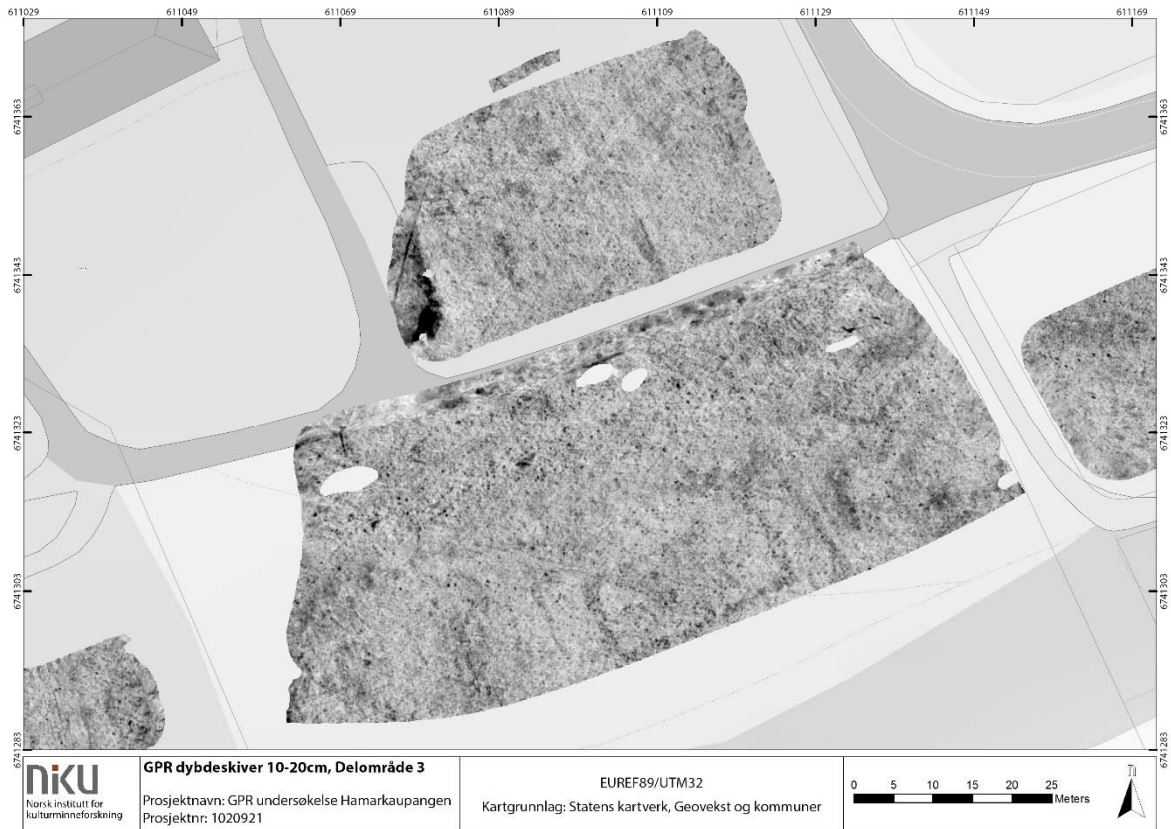 611029 611049 611069 611089 611109 611129 611149 611169
6741363 6741363
6741343 6741343
6741323 6741323
6741303 6741303
6741283 6741283
NIKU
Norsk institutt for
kulturminneforskning
GPR dybdeskiver 10-20cm, Delområde 3
Prosjektnavn: GPR undersøkelse Hamarkaupangen
Prosjektnr: 1020921
EUREF89/UTM32
Kartgrunnlag: Statens kartverk, Geovekst og kommuner
0 5 10 15 20 25
Meters